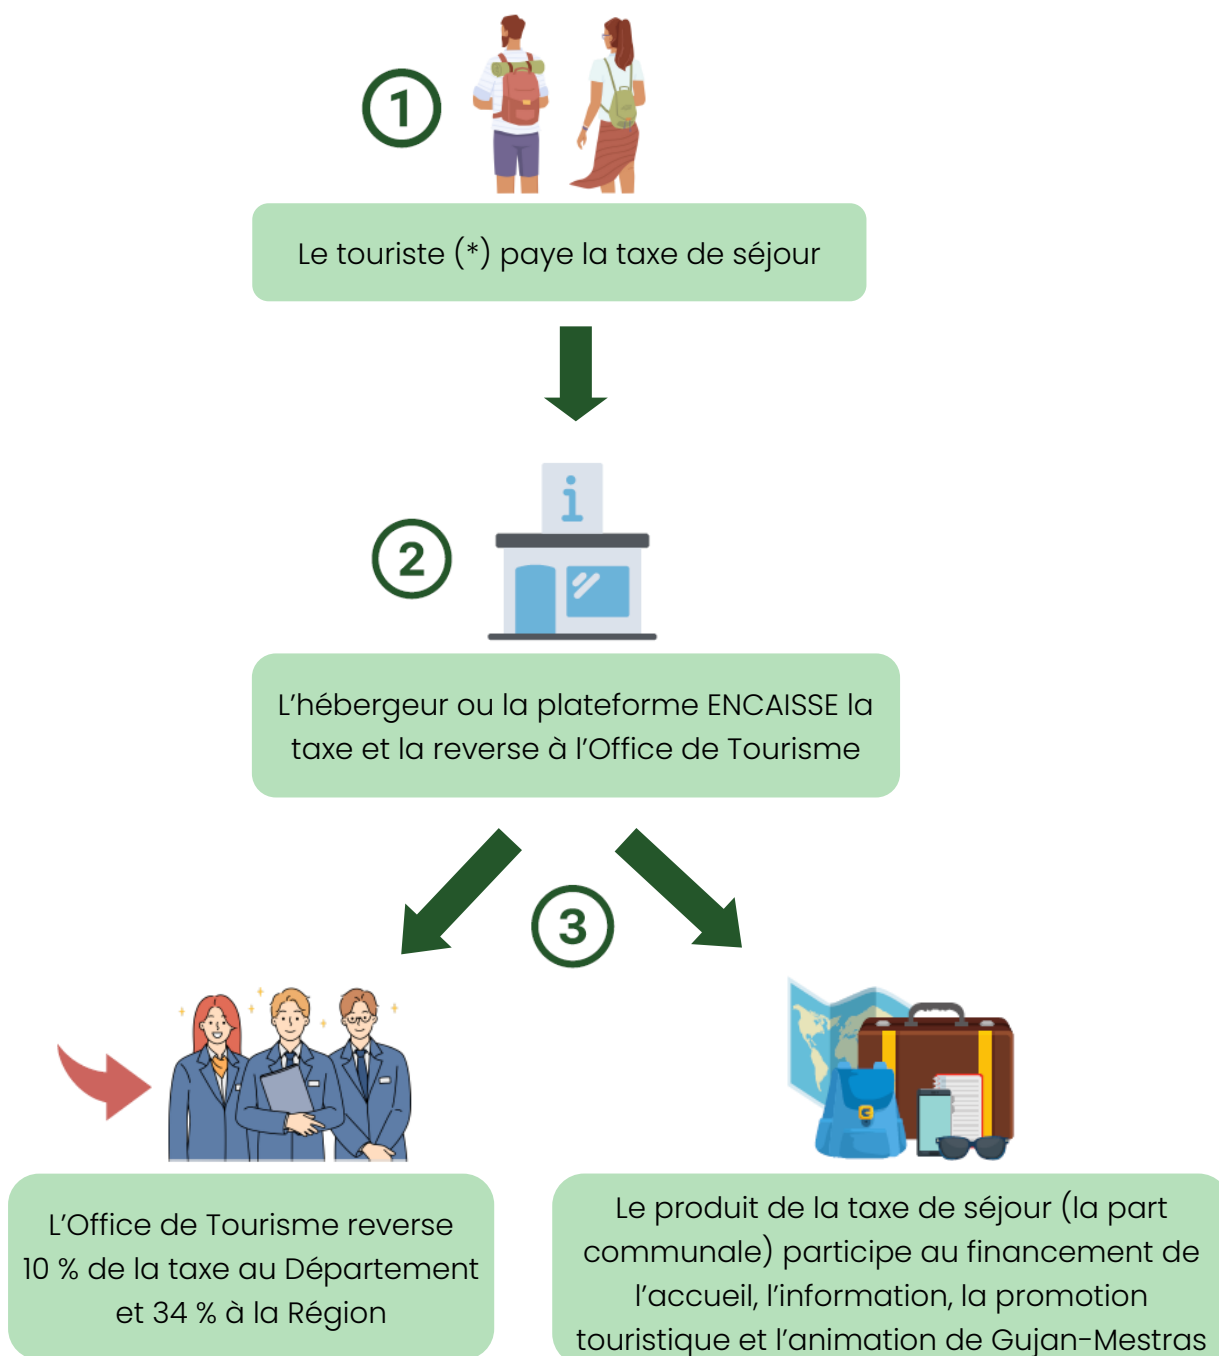 1
Le touriste (*) paye la taxe de séjour
i
2
L’hébergeur ou la plateforme ENCAISSE la
taxe et la reverse à l’Office de Tourisme
3
L’Office de Tourisme reverse
10 % de la taxe au Département
et 34 % à la Région
Le produit de la taxe de séjour (la part
communale) participe au financement de
l’accueil, l’information, la promotion
touristique et l’animation de Gujan-Mestras